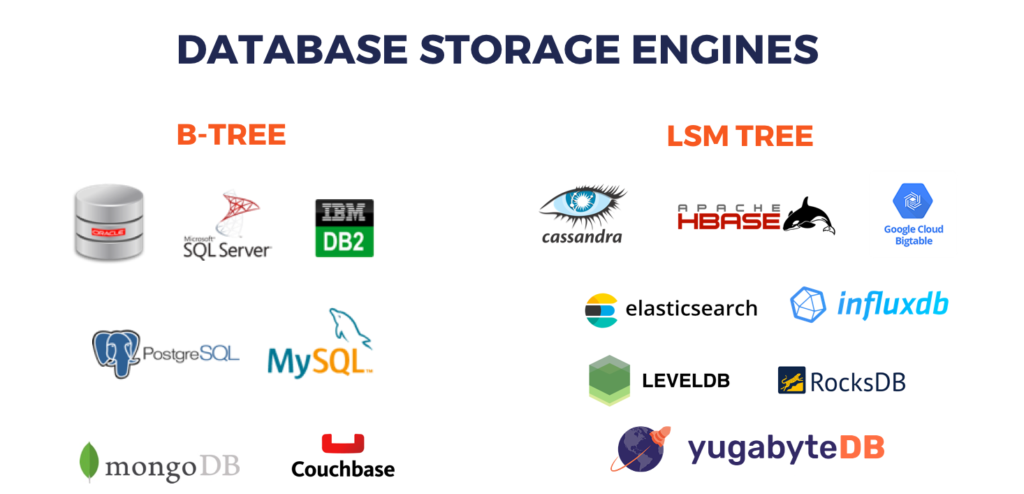 DATABASE STORAGE ENGINES
B-TREE
LSM TREE
ORACLE
Microsoft®
SQL Server
IBM
DB2
cassandra
APACHE
HBASE
Google Cloud
Bigtable
PostgreSQL
MySQL™
elasticsearch
influxdb
LEVELDB
RocksDB
mongoDB
Couchbase
yugabyteDB